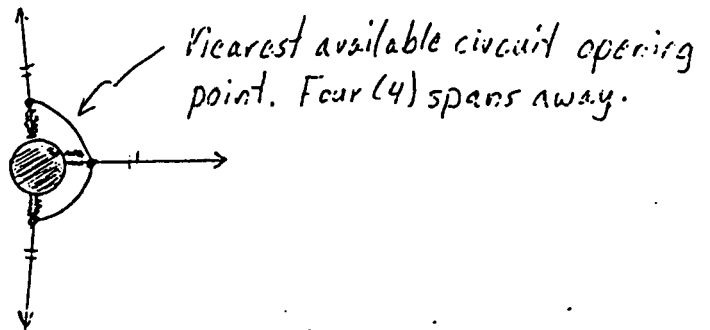 Nearest available circuit opening
point. Four (4) spans away.